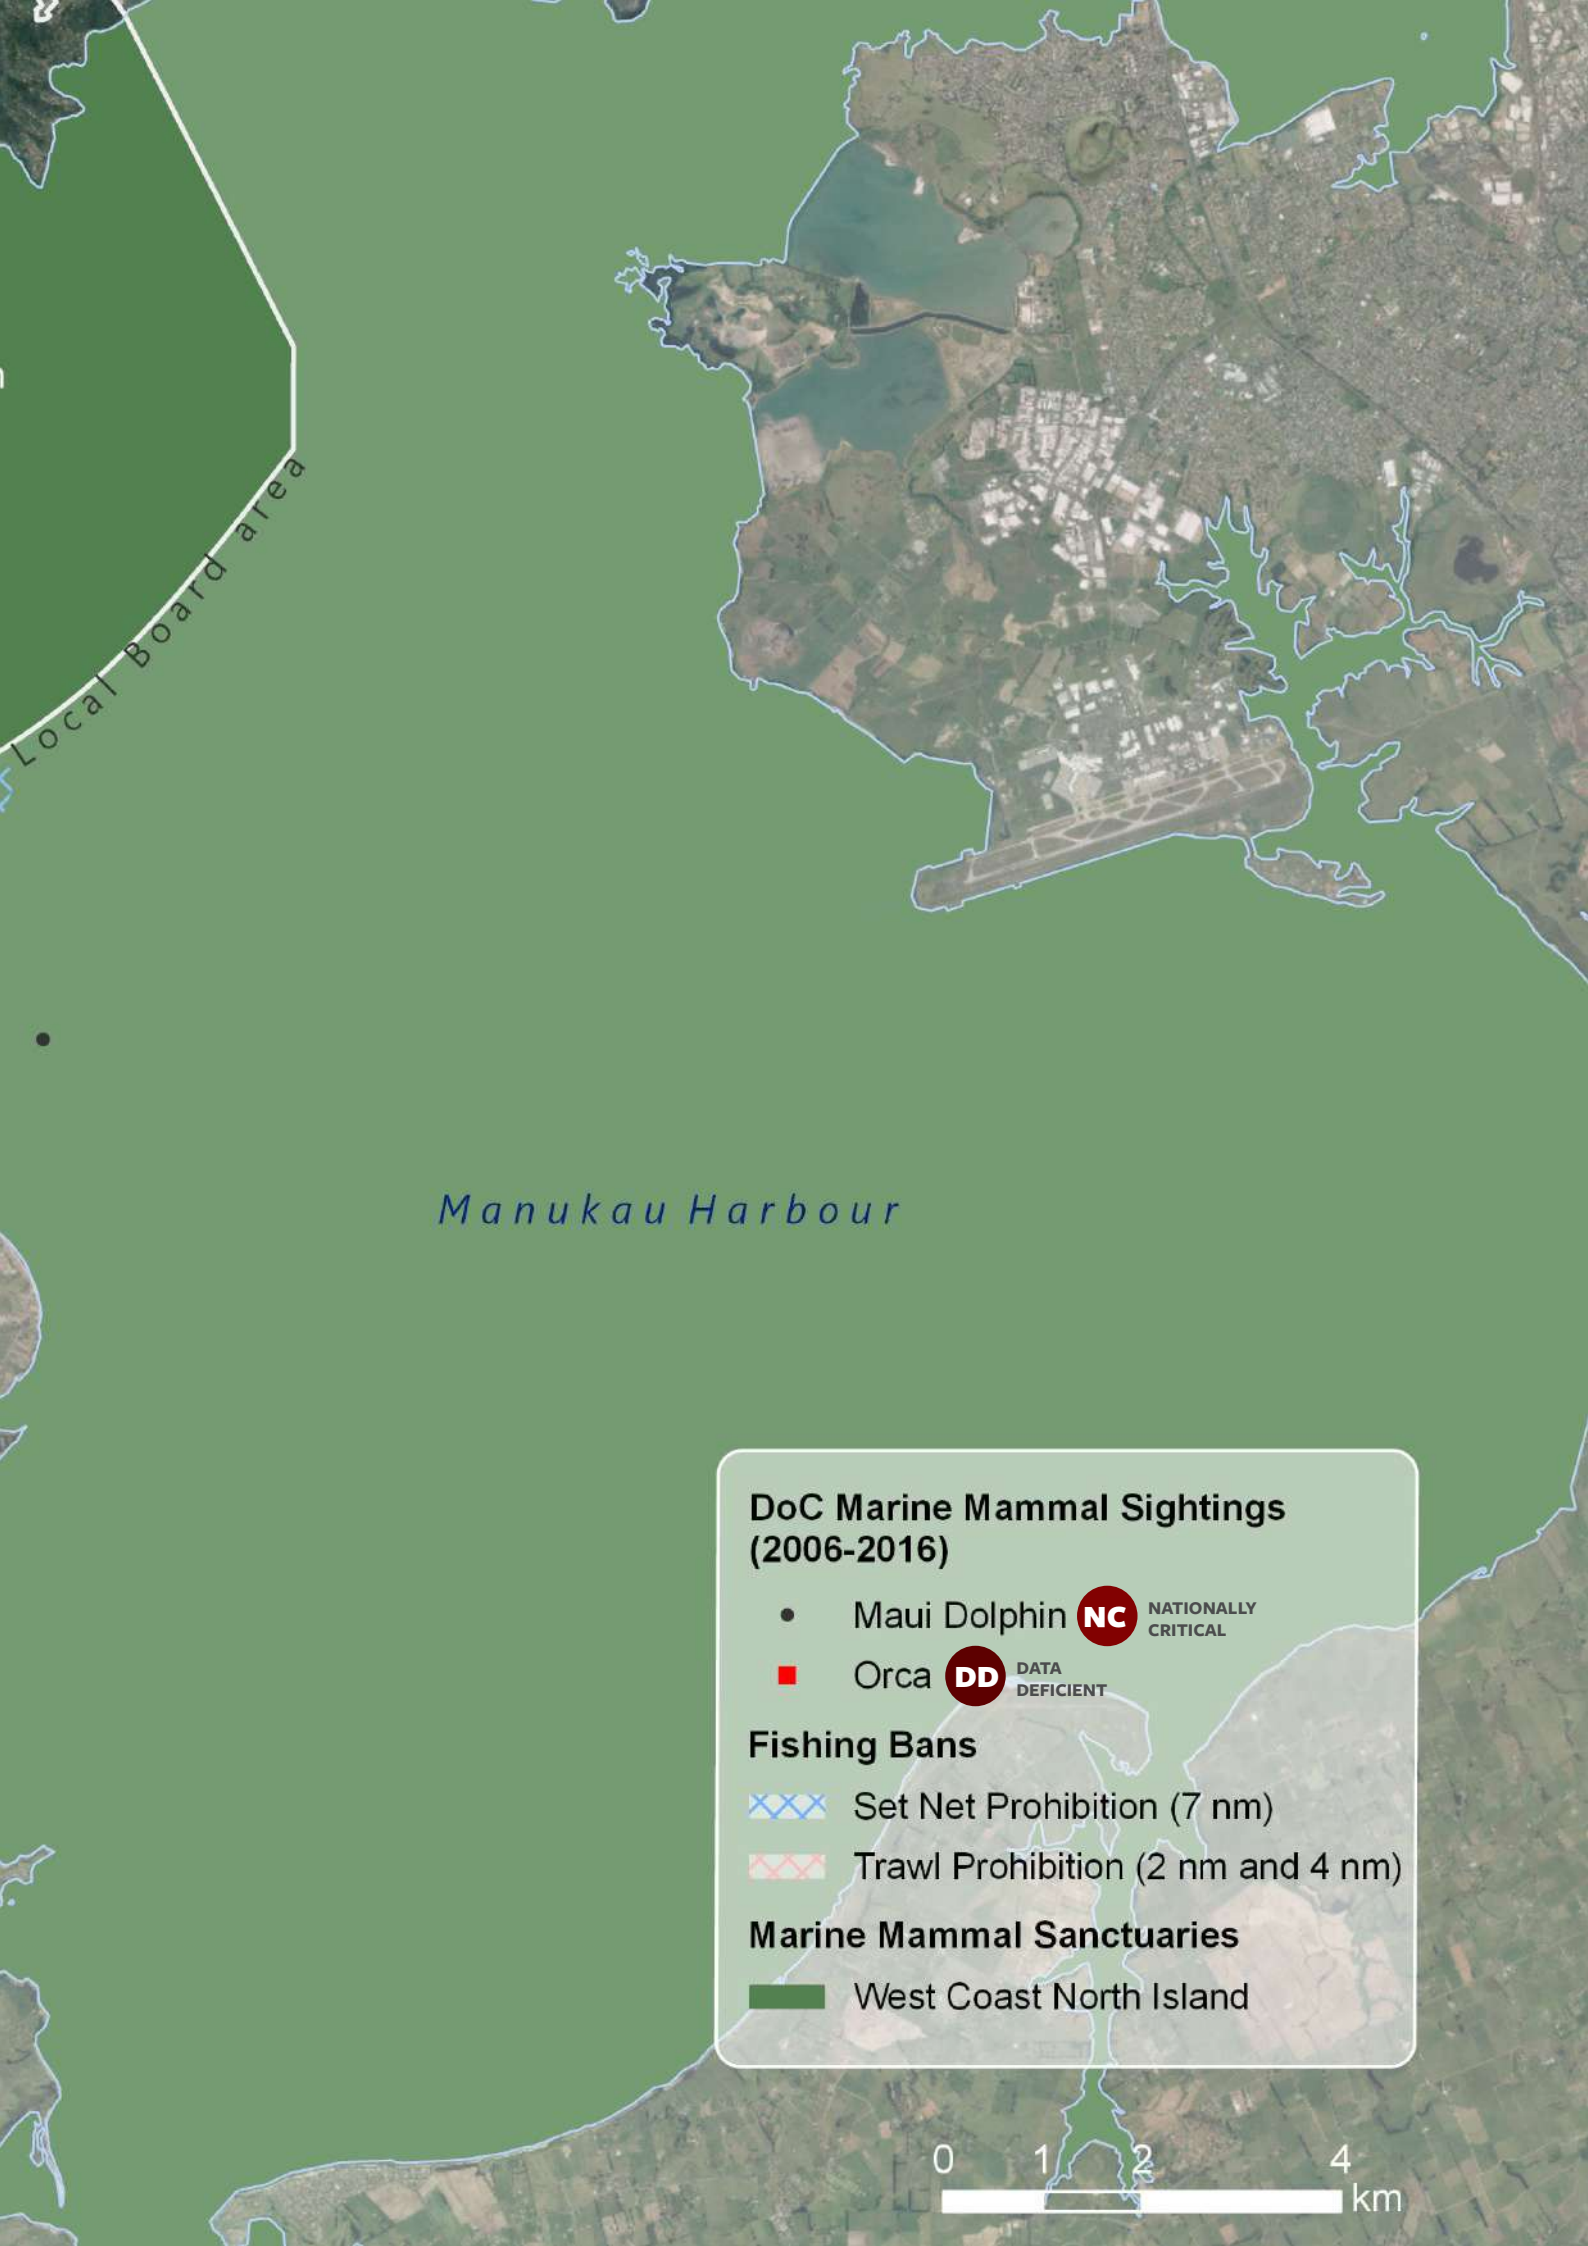 Local Board area
Manukau Harbour
DoC Marine Mammal Sightings
(2006-2016)
Maui Dolphin NC NATIONALLY
CRITICAL
Orca DD DATA
DEFICIENT
Fishing Bans
Set Net Prohibition (7 nm)
Trawl Prohibition (2 nm and 4 nm)
Marine Mammal Sanctuaries
West Coast North Island
0 1 2 4
km